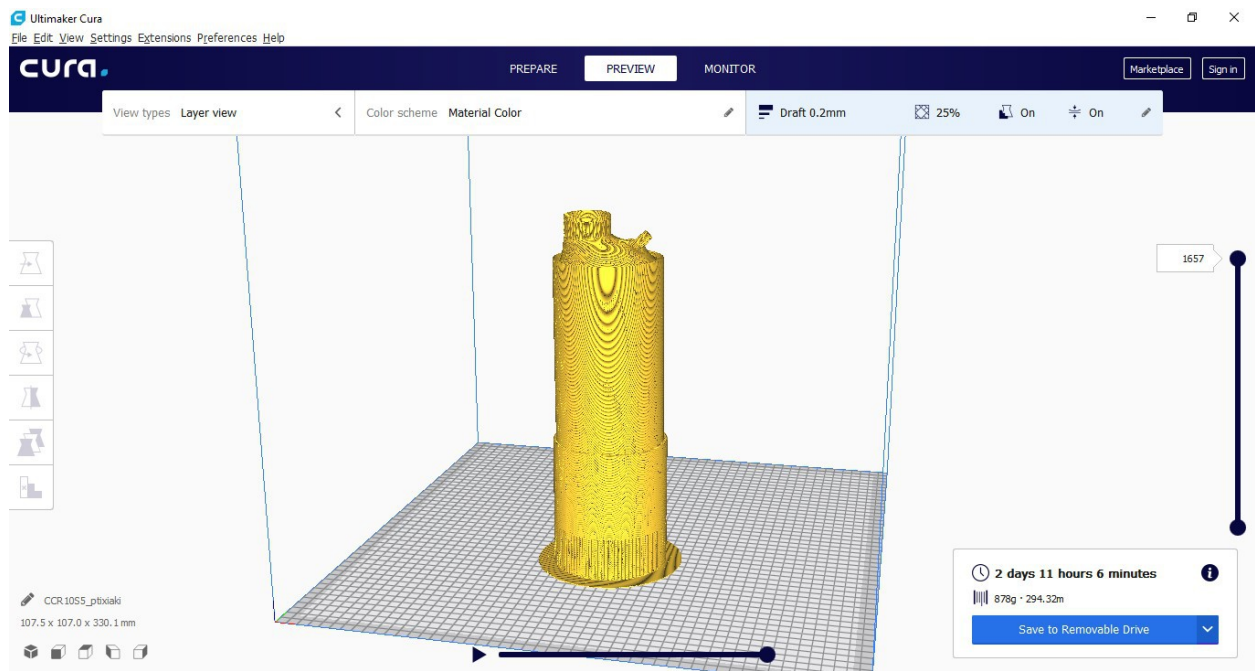 Ultimaker Cura
File Edit View Settings Extensions Preferences Help
cura.
PREPARE PREVIEW MONITOR
Marketplace Sign in
View types Layer view
Color scheme Material Color
Draft 0.2mm 25% On On
1657
2 days 11 hours 6 minutes
878g · 294.32m
Save to Removable Drive
CCR10S5_ptixiaki
107.5 x 107.0 x 330.1 mm